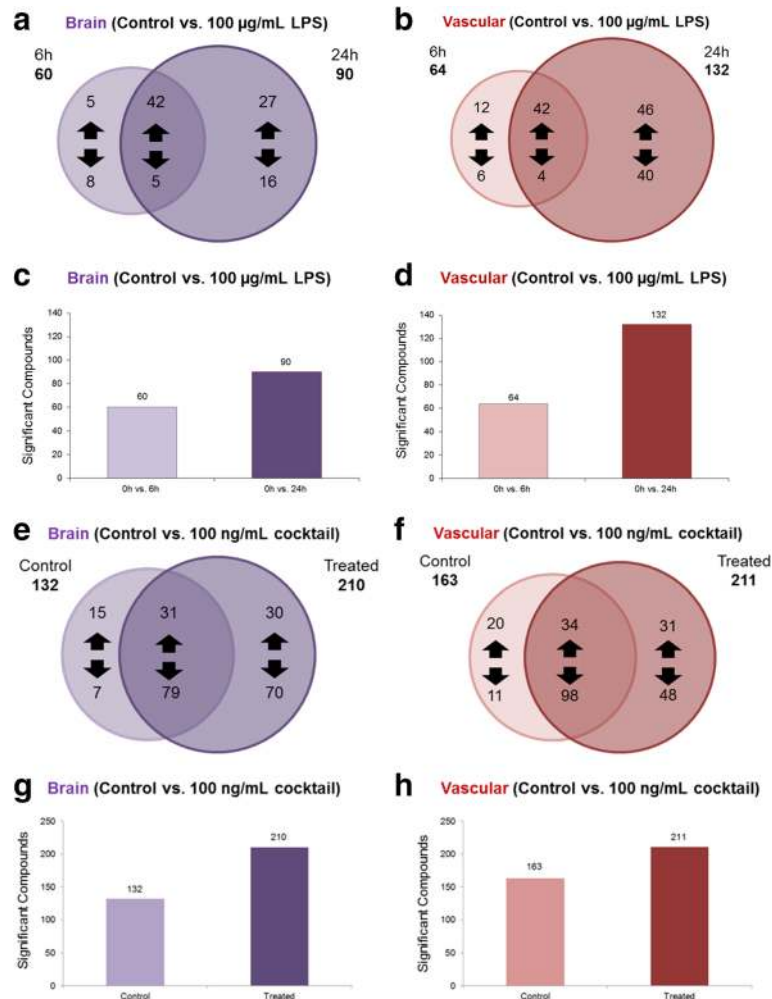 a Brain (Control vs. 100 µg/mL LPS)
6h
60
24h
90
5 42 27
8 5 16
b Vascular (Control vs. 100 µg/mL LPS)
6h
64
24h
132
12 42 46
6 4 40
c Brain (Control vs. 100 µg/mL LPS)
Significant Compounds
140
120
100
80
60
40
20
0
60
90
0h vs. 6h 0h vs. 24h
d Vascular (Control vs. 100 µg/mL LPS)
Significant Compounds
140
120
100
80
60
40
20
0
64
132
0h vs. 6h 0h vs. 24h
e Brain (Control vs. 100 ng/mL cocktail)
Control
132
Treated
210
15 31 30
7 79 70
f Vascular (Control vs. 100 ng/mL cocktail)
Control
163
Treated
211
20 34 31
11 98 48
g Brain (Control vs. 100 ng/mL cocktail)
Significant Compounds
250
200
150
100
50
0
132
210
Control Treated
h Vascular (Control vs. 100 ng/mL cocktail)
Significant Compounds
250
200
150
100
50
0
163
211
Control Treated